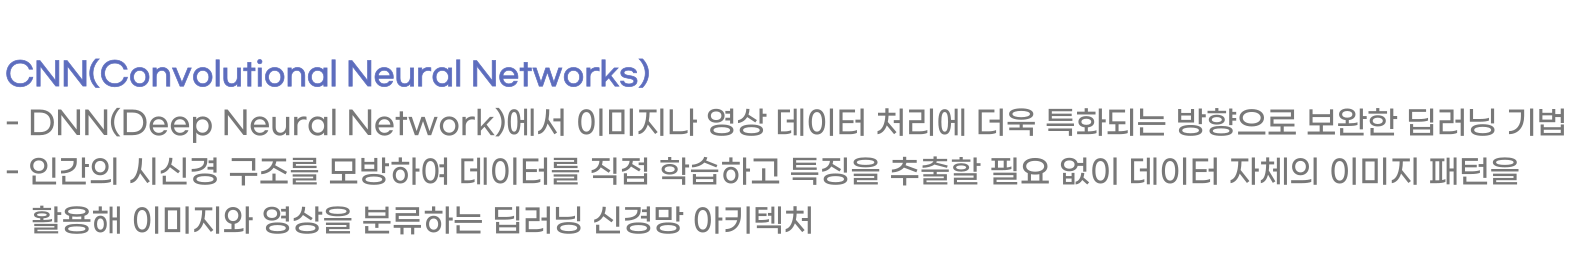 CNN(Convolutional Neural Networks)
- DNN(Deep Neural Network)에서 이미지나 영상 데이터 처리에 더욱 특화되는 방향으로 보완한 딥러닝 기법
- 인간의 시신경 구조를 모방하여 데이터를 직접 학습하고 특징을 추출할 필요 없이 데이터 자체의 이미지 패턴을
활용해 이미지와 영상을 분류하는 딥러닝 신경망 아키텍처